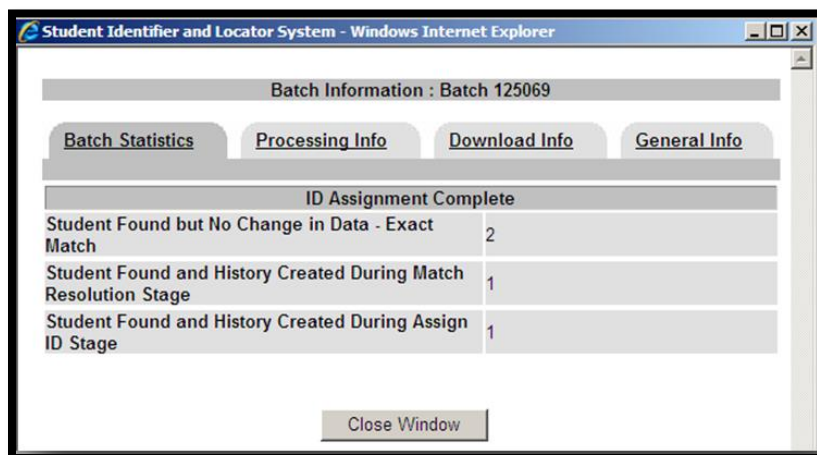 Student Identifier and Locator System - Windows Internet Explorer
Batch Information : Batch 125069
Batch Statistics Processing Info Download Info General Info
ID Assignment Complete
Student Found but No Change in Data - Exact
Match
2
Student Found and History Created During Match
Resolution Stage
1
Student Found and History Created During Assign
ID Stage
1
Close Window